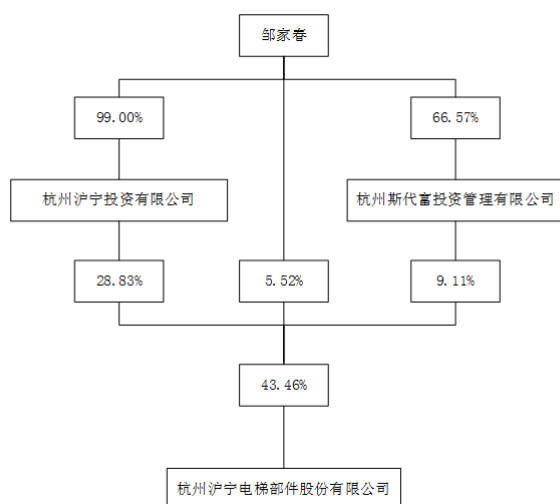 邹家春
99.00%
66.57%
杭州沪宁投资有限公司
杭州斯代富投资管理有限公司
28.83%
5.52%
9.11%
43.46%
杭州沪宁电梯部件股份有限公司